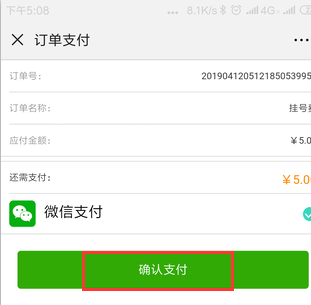 下午5:08 ... 8.1K/s 4G
订单支付
订单号： 201904120512185053995
订单名称： 挂号
应付金额： ￥5.0
还需支付： ￥5.0
微信支付
确认支付